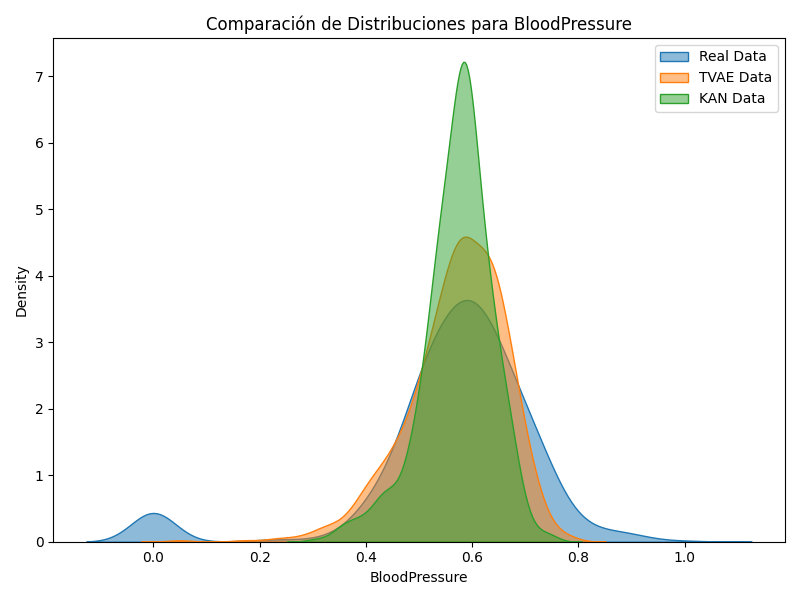 Comparación de Distribuciones para BloodPressure
Real Data
TVAE Data
KAN Data
Density
7
6
5
4
3
2
1
0
0.0 0.2 0.4 0.6 0.8 1.0
BloodPressure